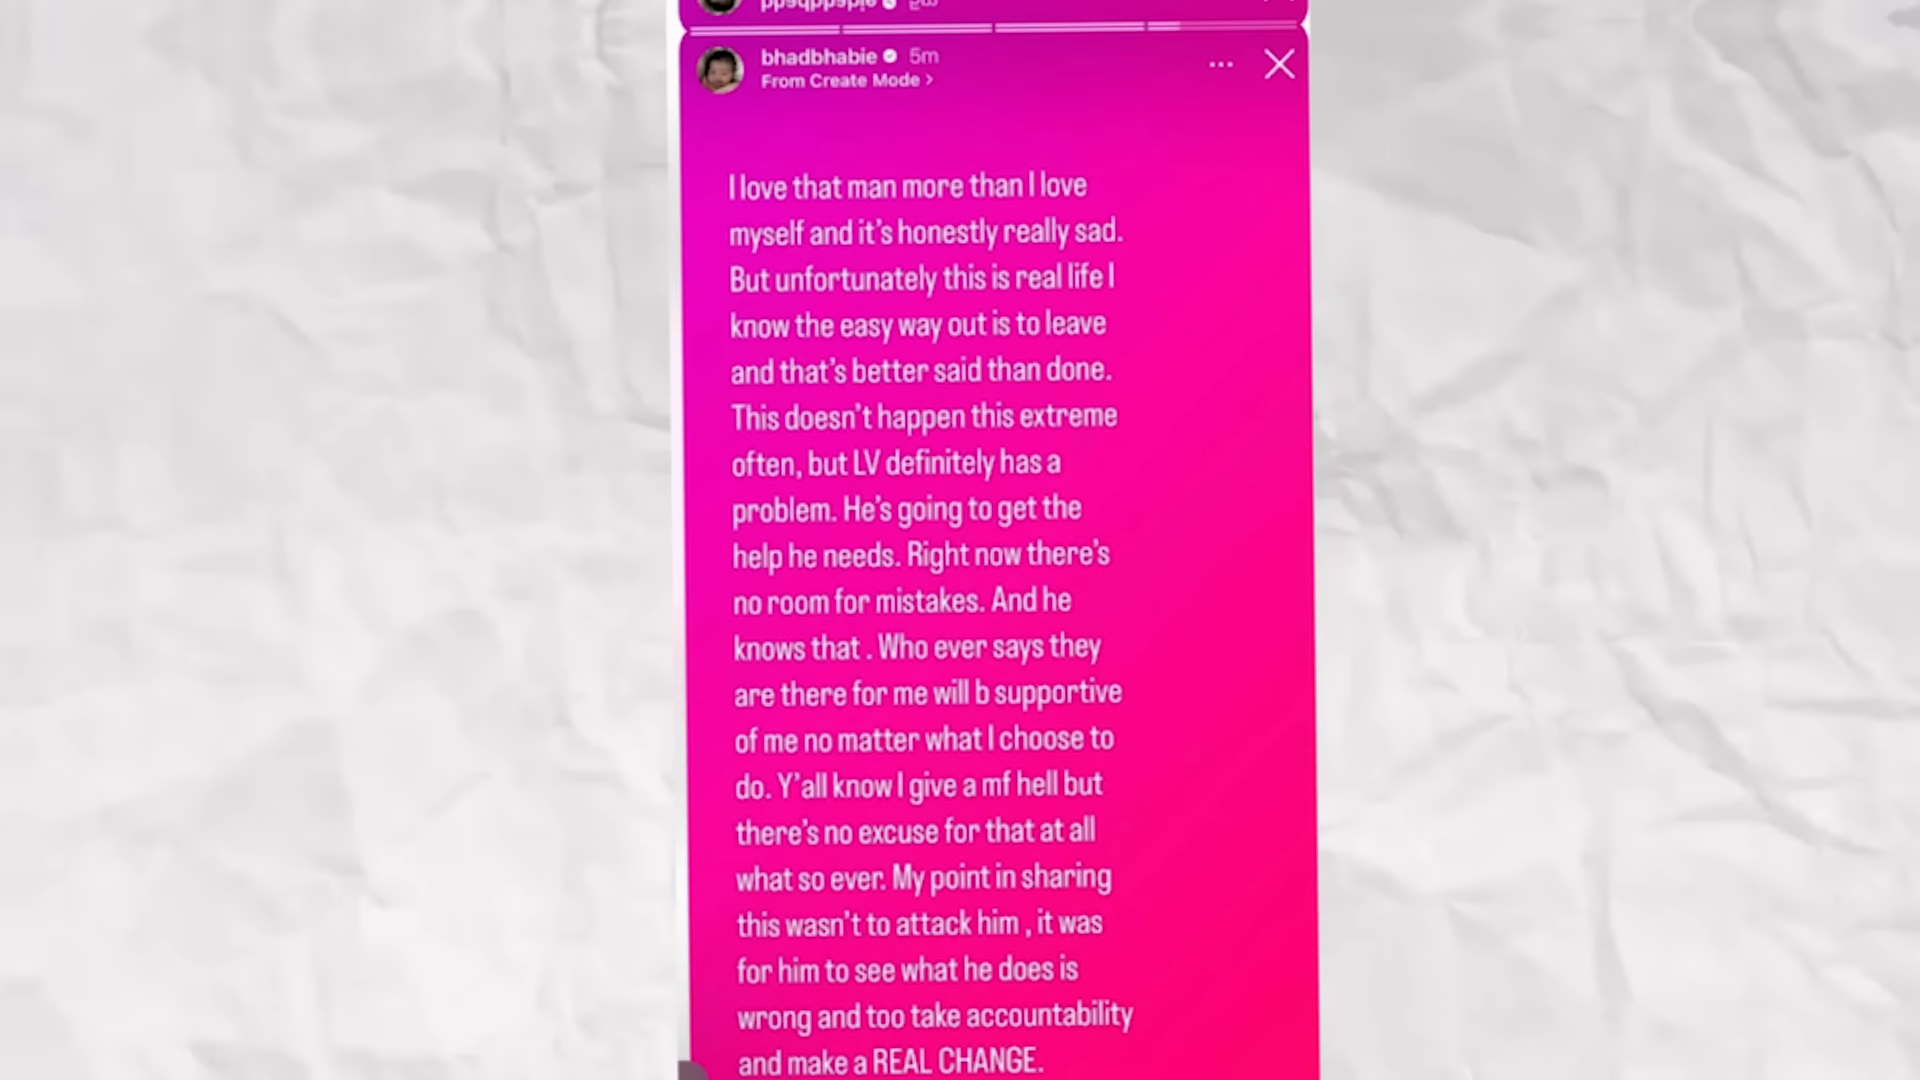 bhadbhabie 5m
From Create Mode >
I love that man more than I love
myself and it's honestly really sad.
But unfortunately this is real life I
know the easy way out is to leave
and that's better said than done.
This doesn't happen this extreme
often, but LV definitely has a
problem. He's going to get the
help he needs. Right now there's
no room for mistakes. And he
knows that . Who ever says they
are there for me will b supportive
of me no matter what I choose to
do. Y'all know I give a mf hell but
there's no excuse for that at all
what so ever. My point in sharing
this wasn't to attack him , it was
for him to see what he does is
wrong and too take accountability
and make a REAL CHANGE.